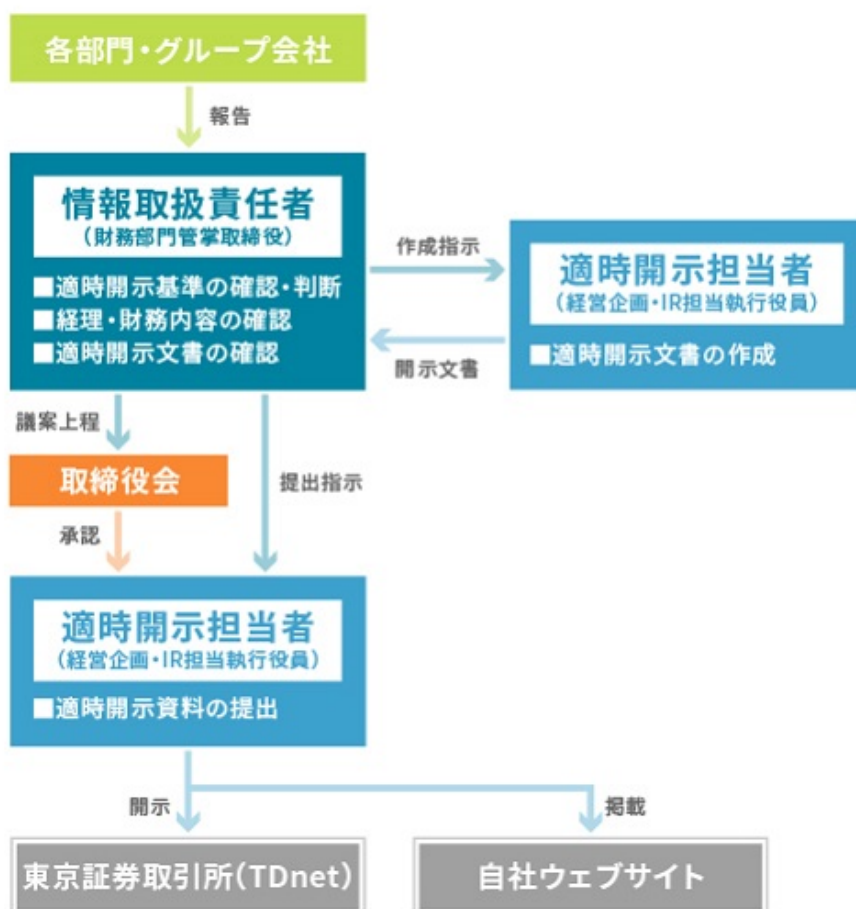 各部門・グループ会社
報告
情報取扱責任者
(財務部門管掌取締役)
■適時開示基準の確認・判断
■経理・財務内容の確認
■適時開示文書の確認
作成指示
開示文書
適時開示担当者
(経営企画・IR担当執行役員)
■適時開示文書の作成
議案上程
取締役会
承認
提出指示
適時開示担当者
(経営企画・IR担当執行役員)
■適時開示資料の提出
開示
掲載
東京証券取引所(TDnet)
自社ウェブサイト